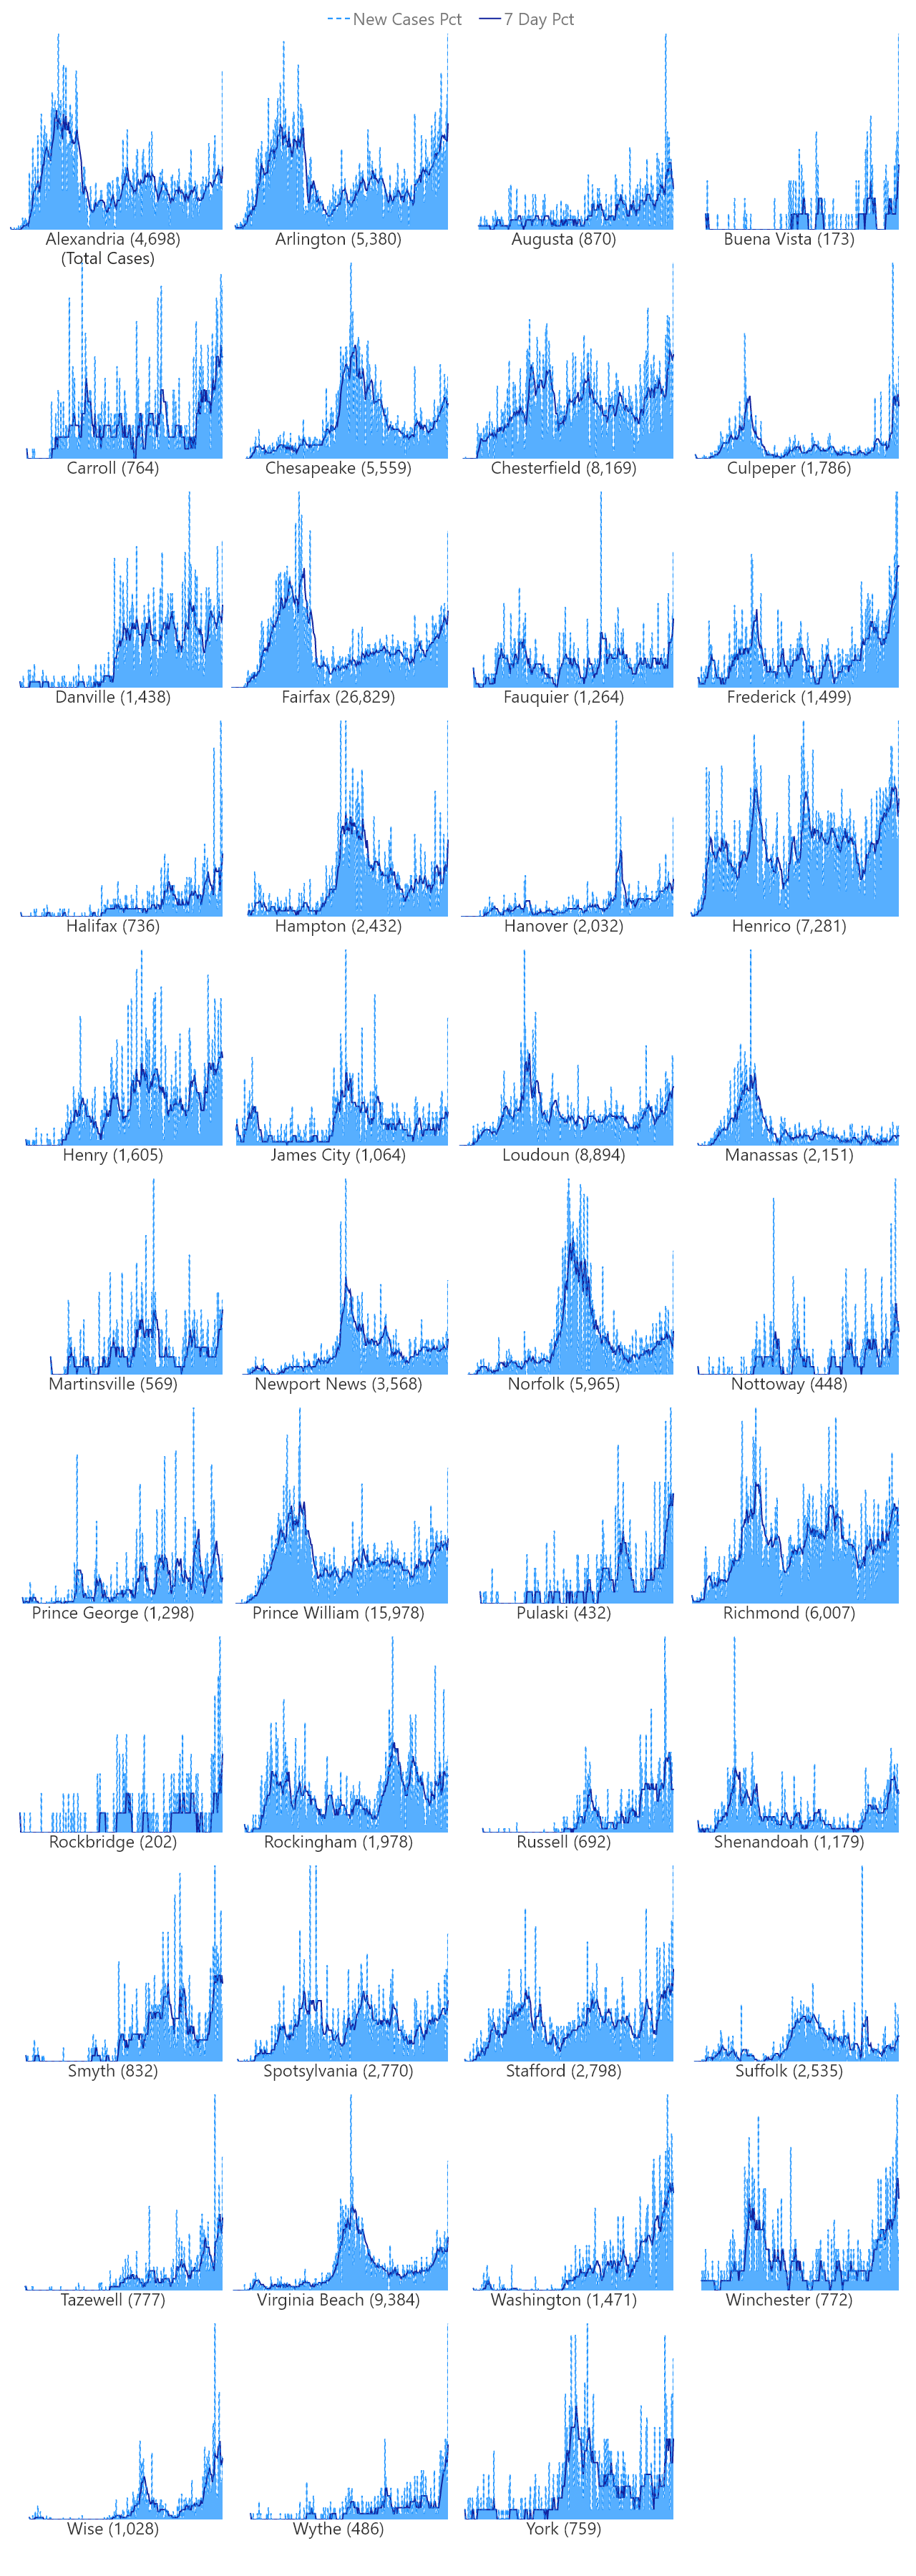 New Cases Pct 7 Day Pct
Alexandria (4,698) Arlington (5,380) Augusta (870) Buena Vista (173)
(Total Cases)
Carroll (764) Chesapeake (5,559) Chesterfield (8,169) Culpeper (1,786)
Danville (1,438) Fairfax (26,829) Fauquier (1,264) Frederick (1,499)
Halifax (736) Hampton (2,432) Hanover (2,032) Henrico (7,281)
Henry (1,605) James City (1,064) Loudoun (8,894) Manassas (2,151)
Martinsville (569) Newport News (3,568) Norfolk (5,965) Nottoway (448)
Prince George (1,298) Prince William (15,978) Pulaski (432) Richmond (6,007)
Rockbridge (202) Rockingham (1,978) Russell (692) Shenandoah (1,179)
Smyth (832) Spotsylvania (2,770) Stafford (2,798) Suffolk (2,535)
Tazewell (777) Virginia Beach (9,384) Washington (1,471) Winchester (772)
Wise (1,028) Wythe (486) York (759)